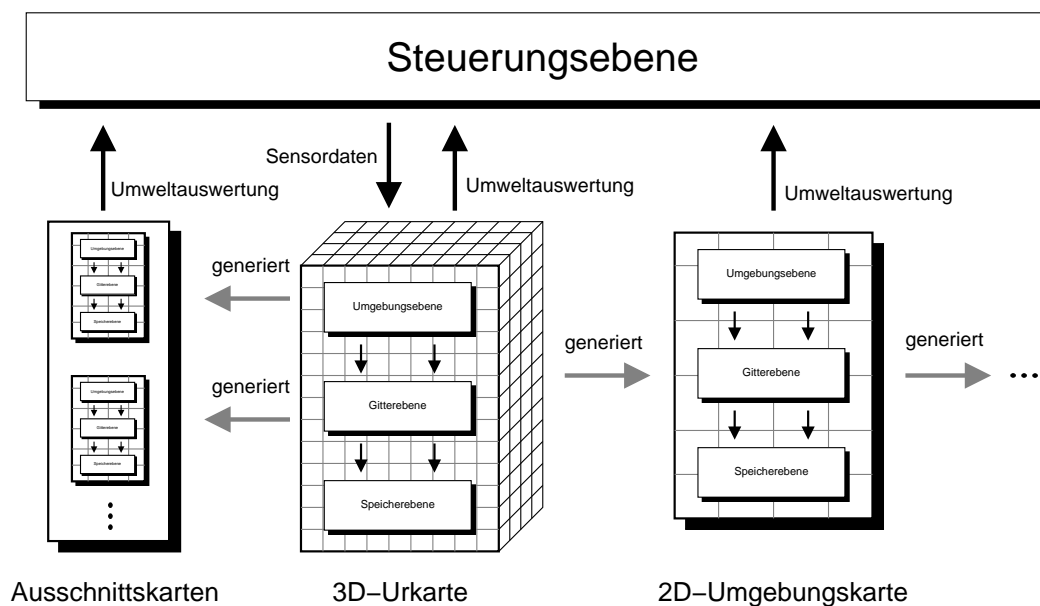 Steuerungsebene
Sensordaten
Umweltauswertung
Umweltauswertung
Umweltauswertung
Umgebungsebene
Gitterebene
Speicherebene
Umgebungsebene
Gitterebene
Speicherebene
generiert
generiert
Umgebungsebene
Gitterebene
Speicherebene
generiert
Umgebungsebene
Gitterebene
Speicherebene
generiert
Ausschnittskarten
3D−Urkarte
2D−Umgebungskarte